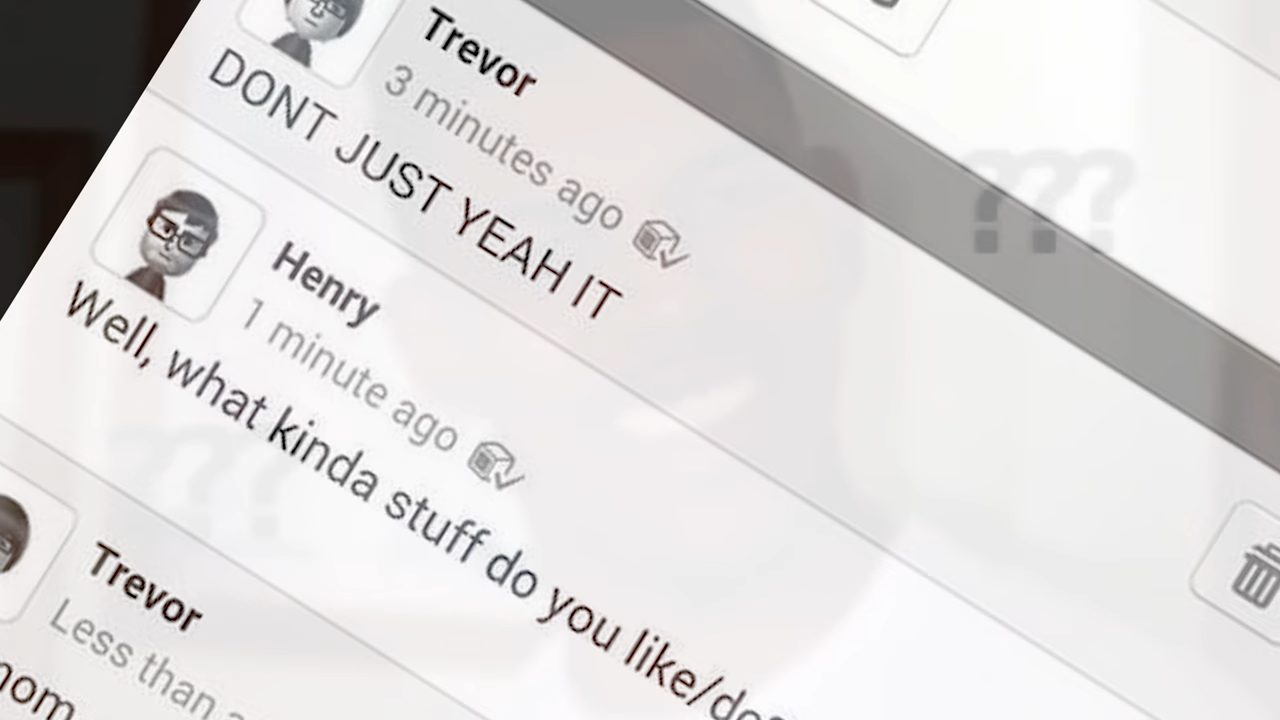 Trevor
3 minutes ago
DONT JUST YEAH IT
???
Henry
1 minute ago
Well, what kinda stuff do you like/do?
???
Trevor
Less than a
mom